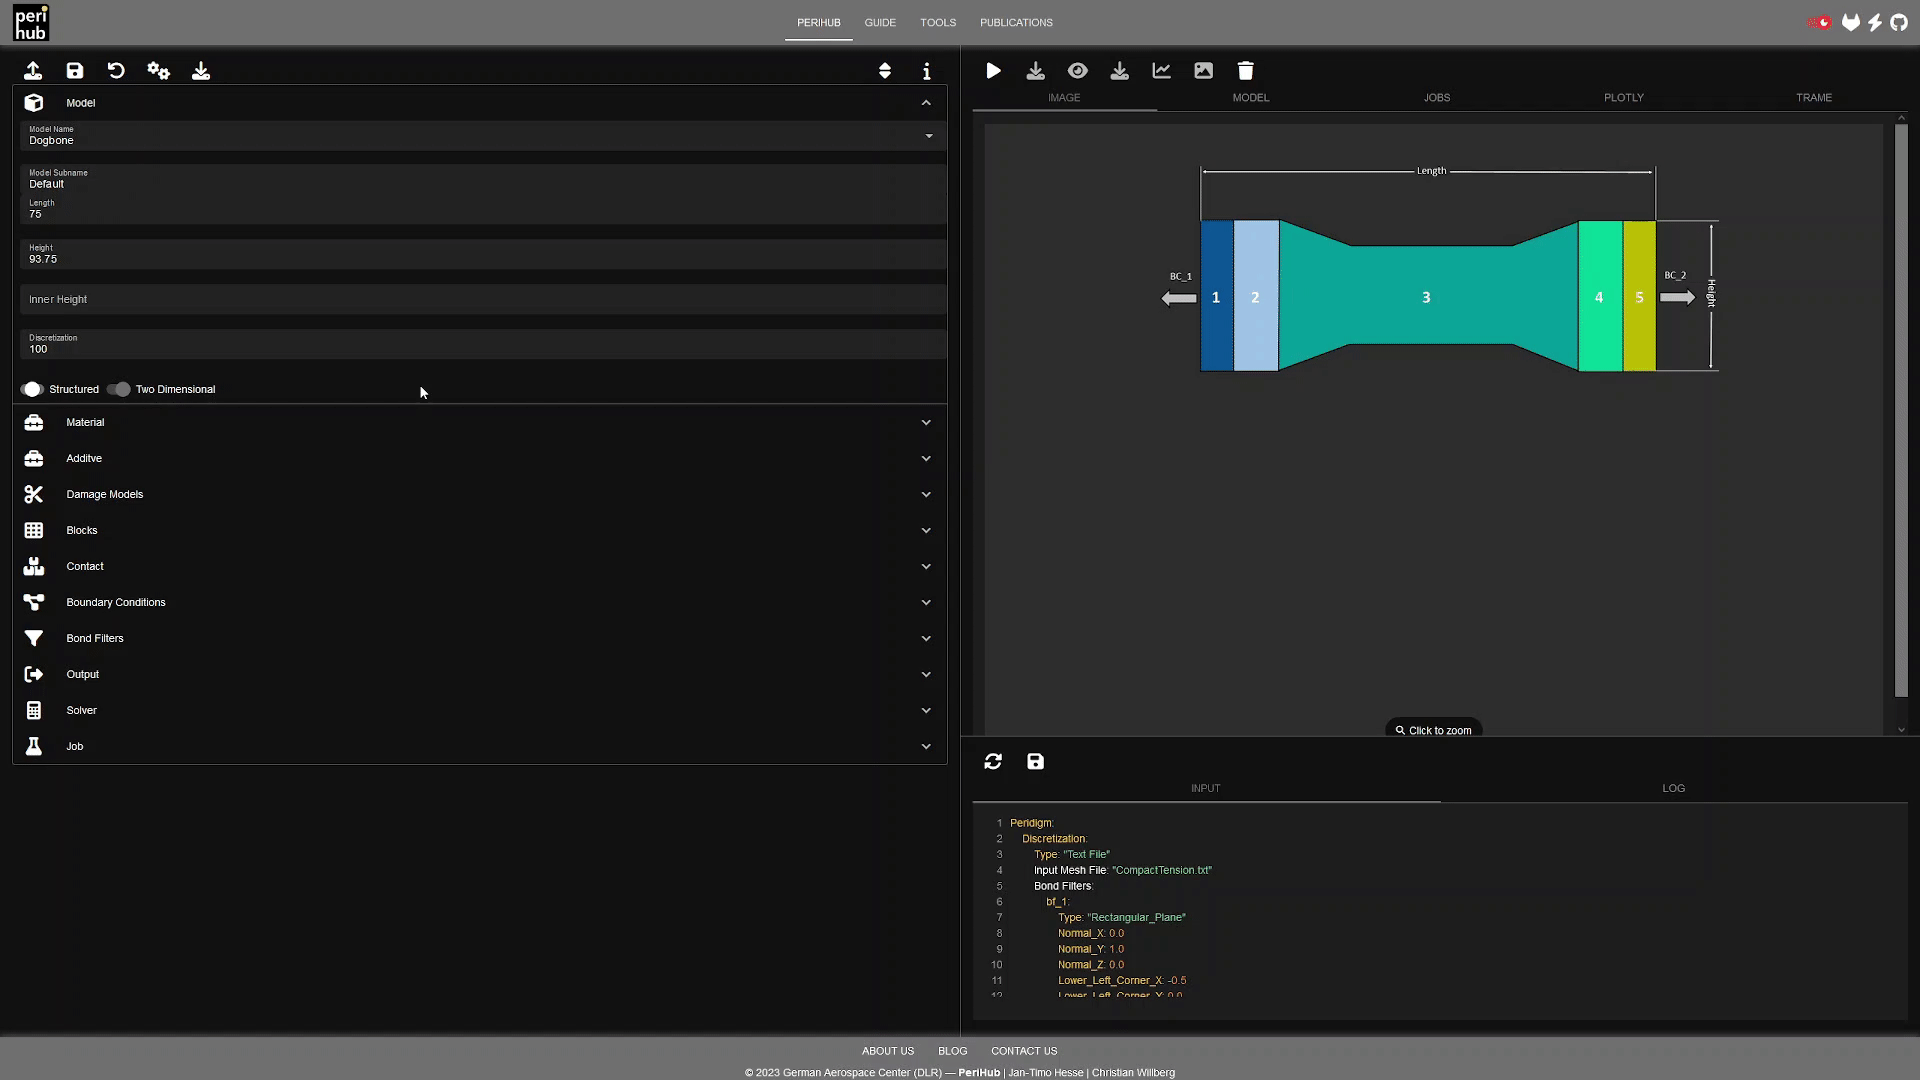 peri
hub
PERIHUB
GUIDE
TOOLS
PUBLICATIONS
Model
Model Name
Dogbone
Model Subname
Default
Length
75
Height
93.75
Inner Height
Discretization
100
Structured
Two Dimensional
Material
Additve
Damage Models
Blocks
Contact
Boundary Conditions
Bond Filters
Output
Solver
Job
IMAGE
MODEL
JOBS
PLOTLY
TRAME
Length
BC_1
1
2
3
4
5
BC_2
Height
Click to zoom
INPUT
LOG
1 Peridigm:
2 Discretization:
3 Type: "Text File"
4 Input Mesh File: "CompactTension.txt"
5 Bond Filters:
6 bf_1:
7 Type: "Rectangular_Plane"
8 Normal_X: 0.0
9 Normal_Y: 1.0
10 Normal_Z: 0.0
11 Lower_Left_Corner_X: -0.5
12 Lower_Left_Corner_Y: 0.0
ABOUT US
BLOG
CONTACT US
© 2023 German Aerospace Center (DLR) — PeriHub | Jan-Timo Hesse | Christian Willberg